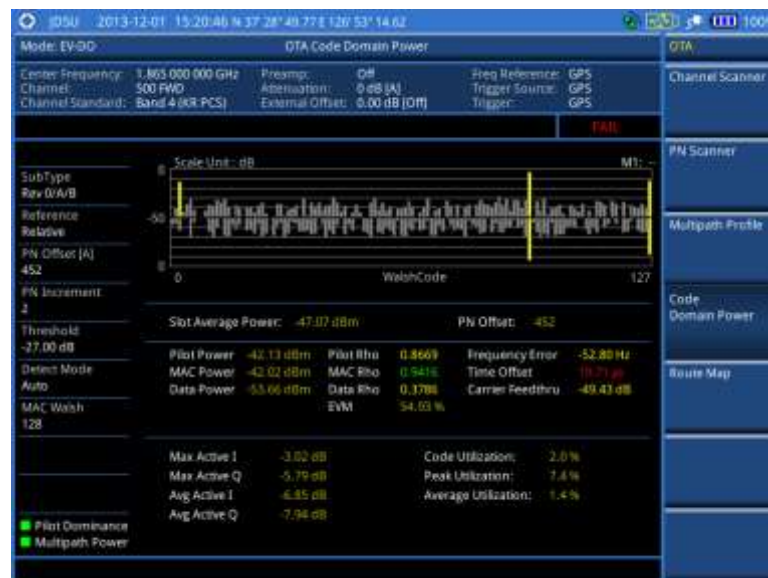 JDSU 2013-12-01 15:20:46 N 37° 28' 49.77 E 126° 53' 14.62 100%
Mode: EV-DO OTA Code Domain Power OTA
Center Frequency: 1.865 000 000 GHz Preamp: Off Freq Reference: GPS
Channel: 500 FWD Attenuation: 0 dB [A] Trigger Source: GPS
Channel Standard: Band 4 (KR PCS) External Offset: 0.00 dB [Off] Trigger: GPS
Channel Scanner
FAIL
PN Scanner
Scale Unit : dB M1: --
SubType
Rev 0/A/B
Reference
Relative
-50
Multipath Profile
PN Offset [A]
452
0 WalshCode 127
PN Increment
2
Code
Domain Power
Slot Average Power: -47.07 dBm PN Offset: 452
Threshold
-27.00 dB
Pilot Power -42.13 dBm Pilot Rho 0.8669 Frequency Error -52.80 Hz
Detect Mode
Auto
MAC Power -42.02 dBm MAC Rho 0.9416 Time Offset
Data Power -53.66 dBm Data Rho 0.3786 Carrier Feedthru -49.43 dB
EVM 54.03 %
Route Map
MAC Walsh
128
Max Active I -3.02 dB Code Utilization: 2.0 %
Max Active Q -5.79 dB Peak Utilization: 7.4 %
Avg Active I -6.85 dB Average Utilization: 1.4 %
Avg Active Q -7.94 dB
Pilot Dominance
Multipath Power